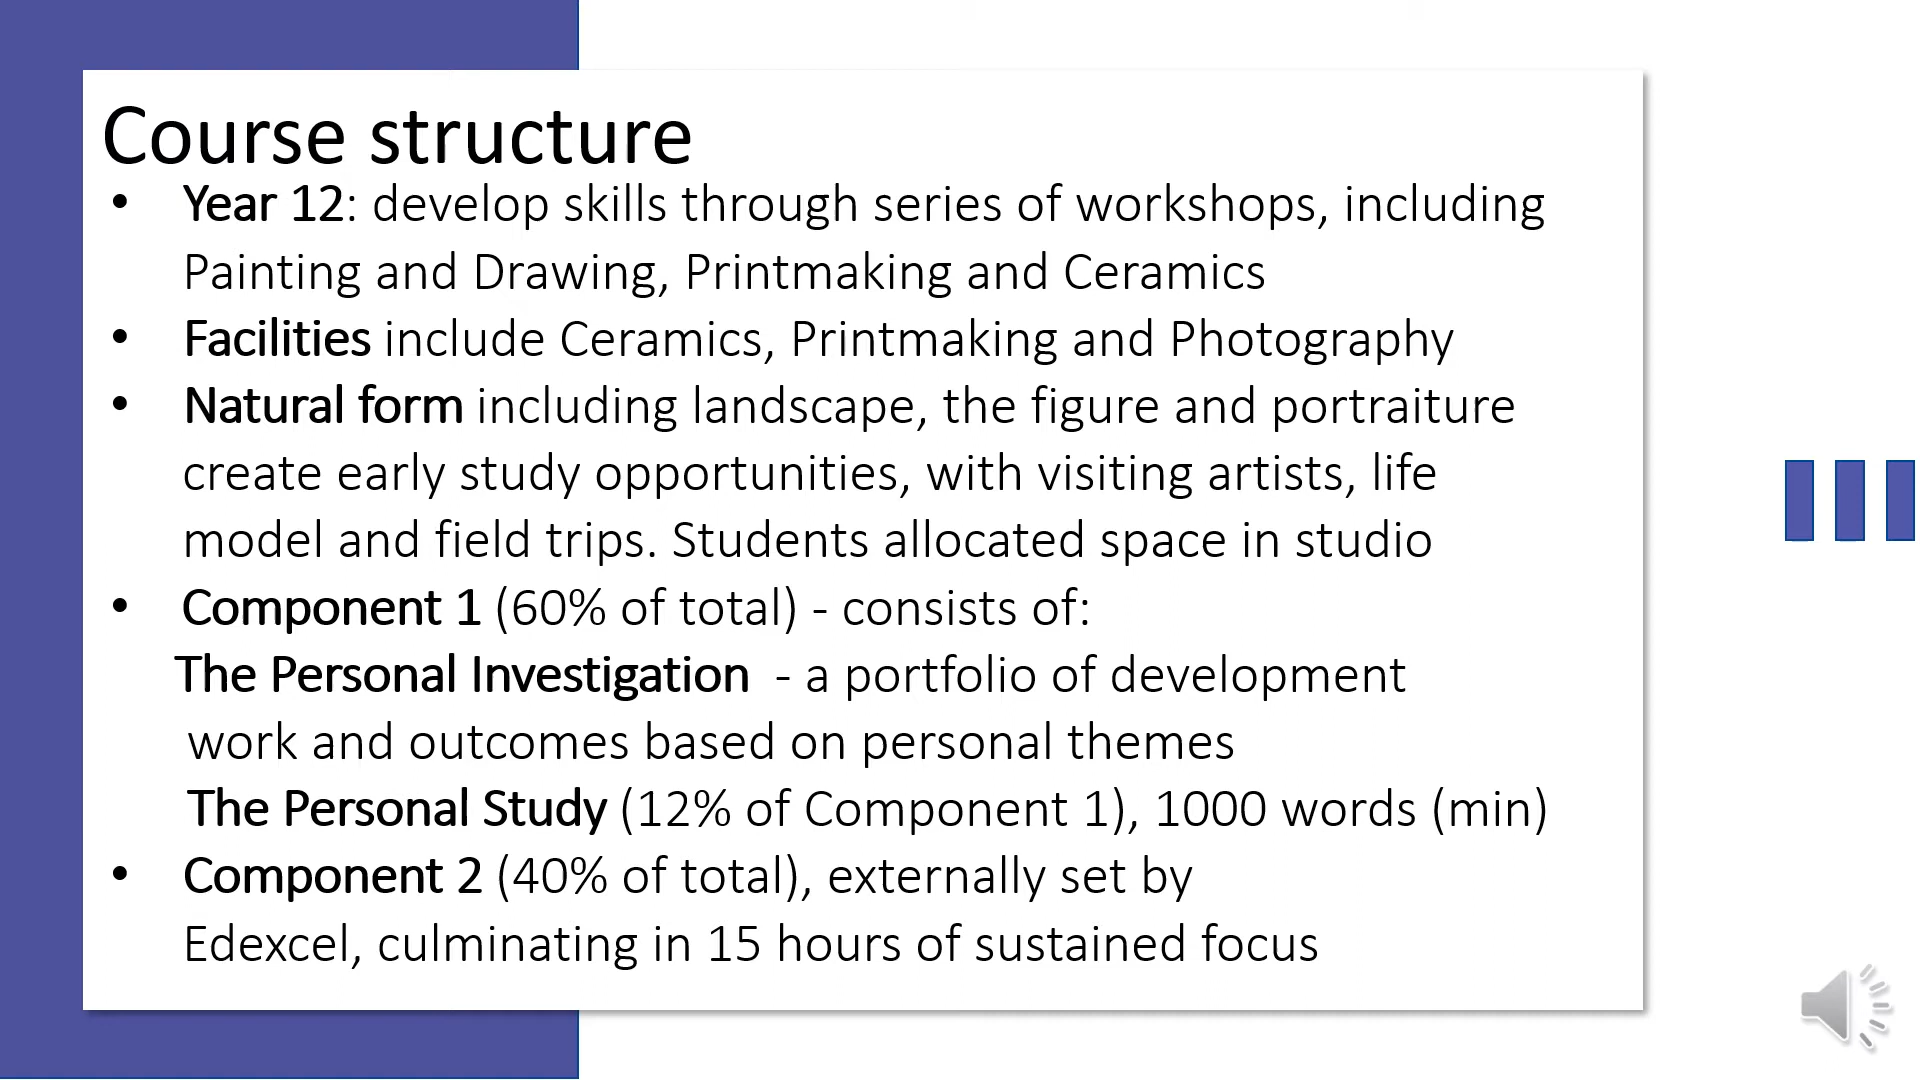 Course structure
• Year 12: develop skills through series of workshops, including
Painting and Drawing, Printmaking and Ceramics
• Facilities include Ceramics, Printmaking and Photography
• Natural form including landscape, the figure and portraiture
create early study opportunities, with visiting artists, life
model and field trips. Students allocated space in studio
• Component 1 (60% of total) - consists of:
The Personal Investigation - a portfolio of development
work and outcomes based on personal themes
The Personal Study (12% of Component 1), 1000 words (min)
• Component 2 (40% of total), externally set by
Edexcel, culminating in 15 hours of sustained focus